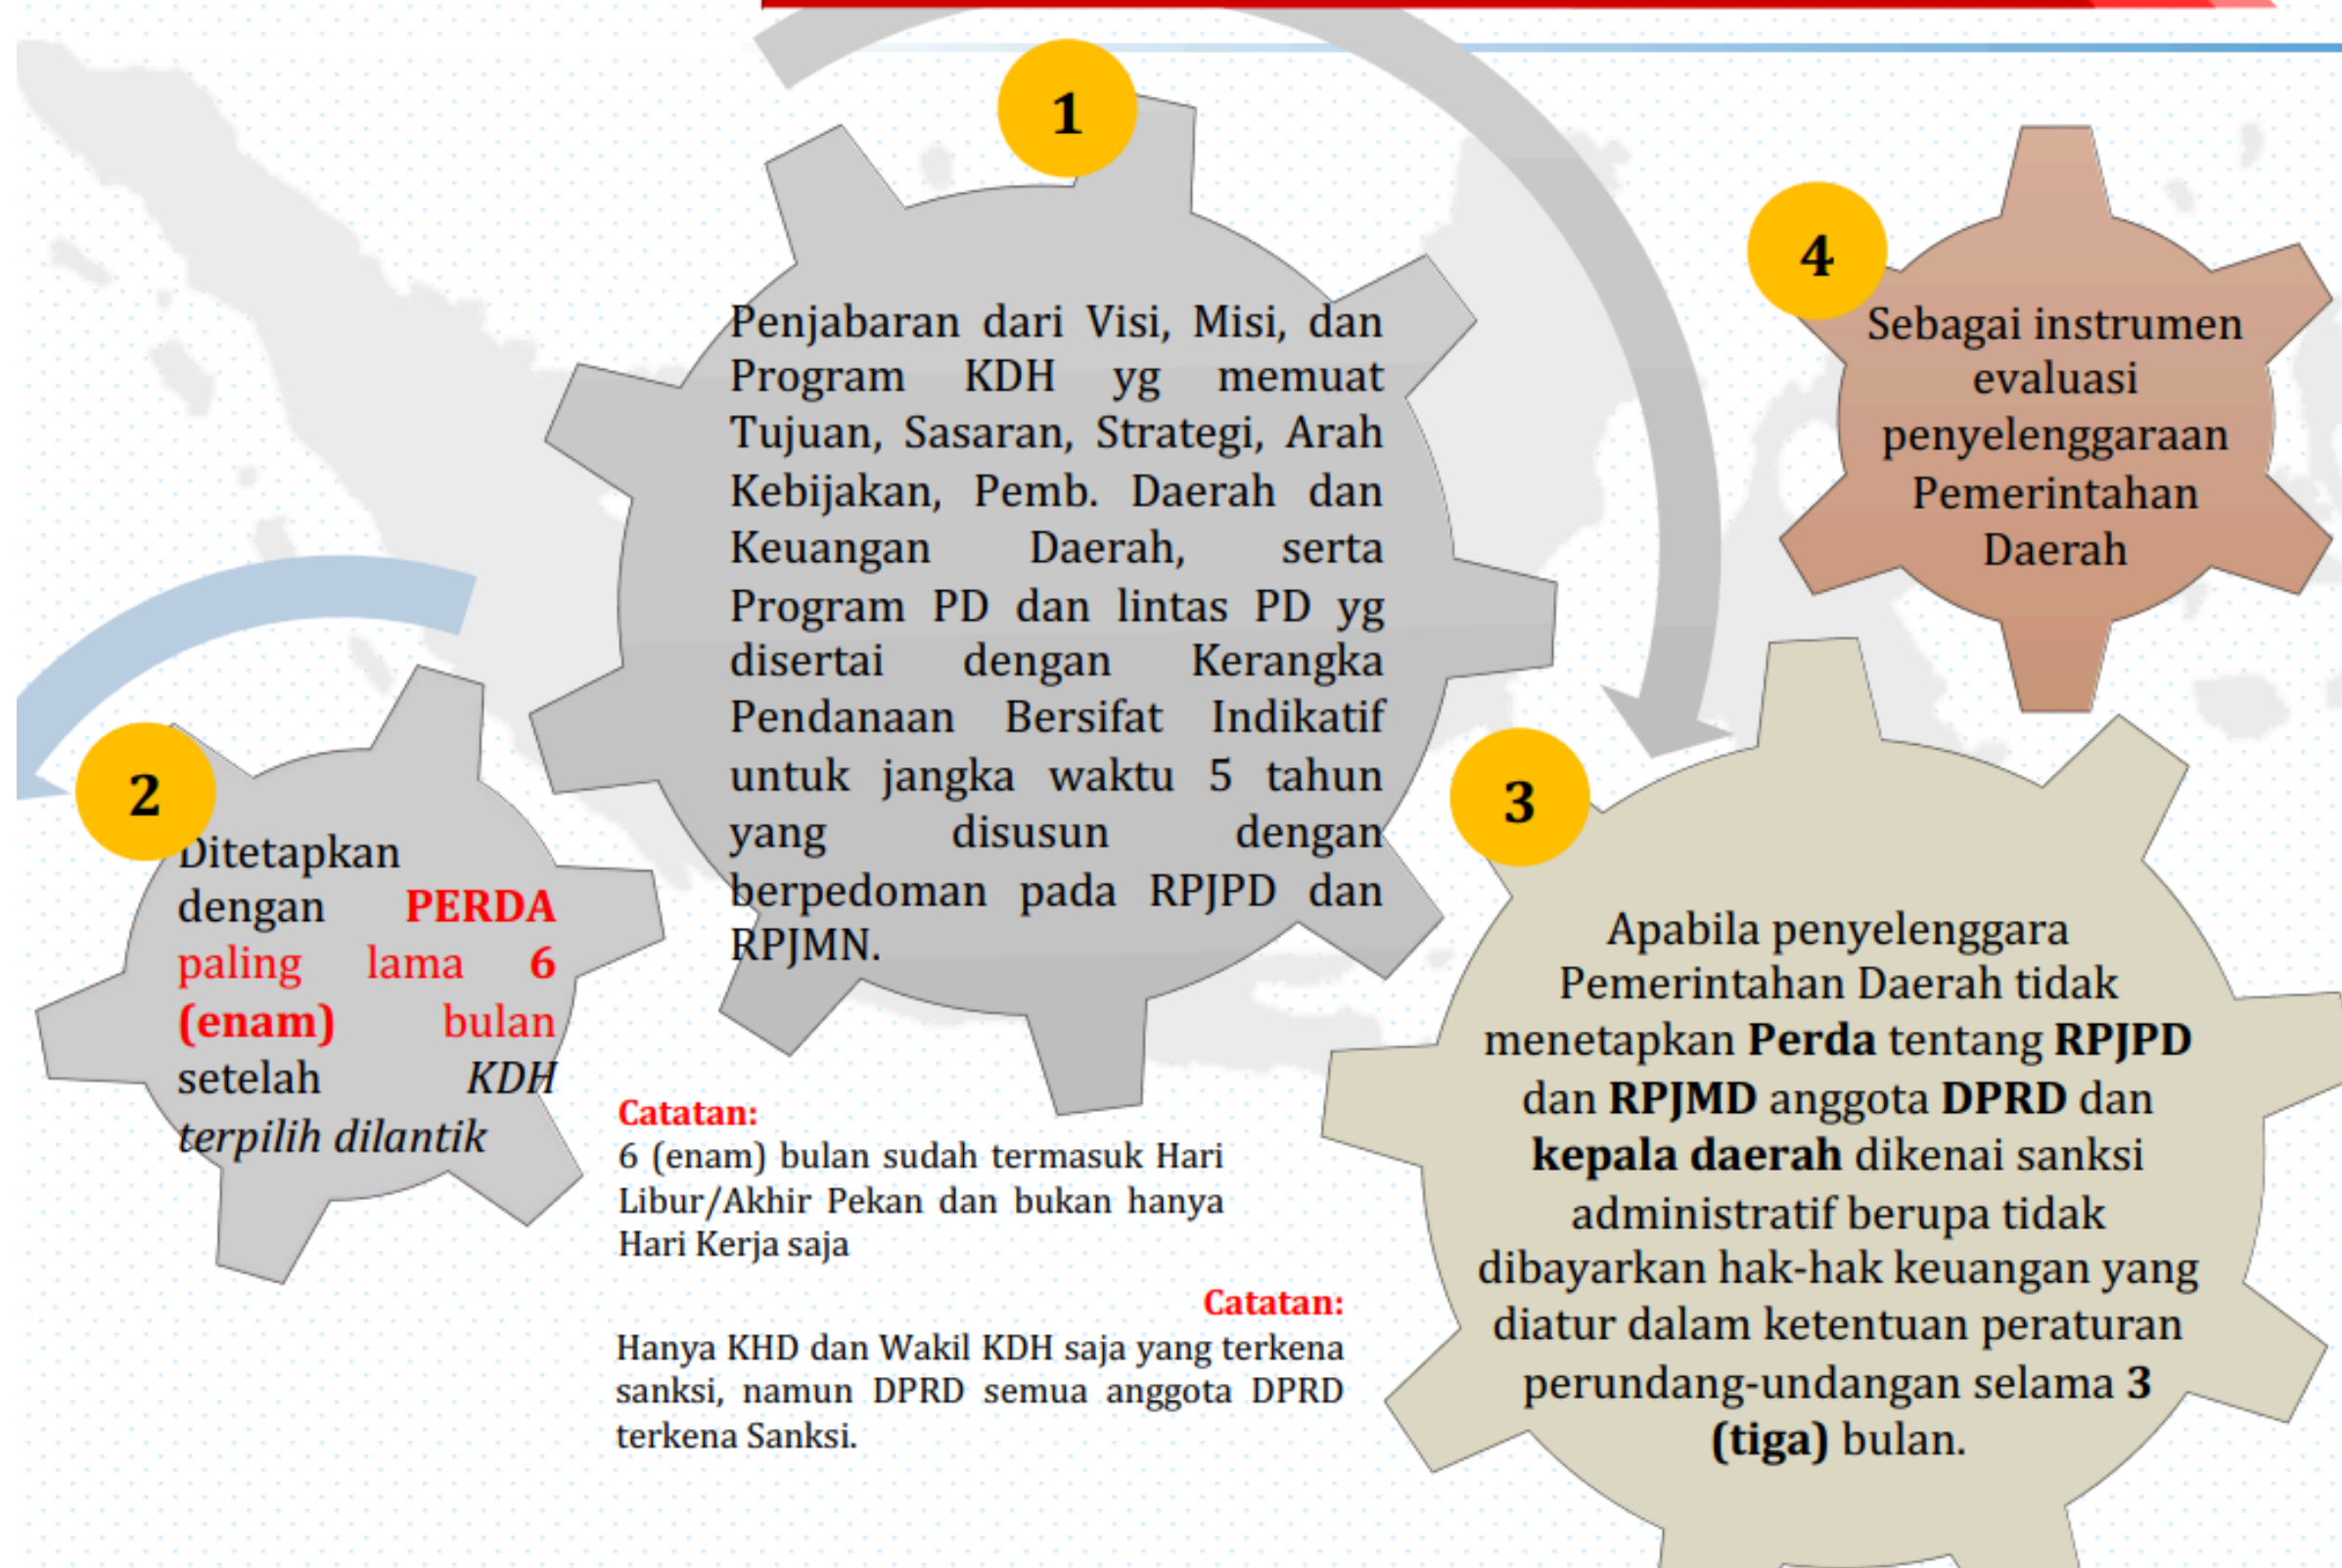 1
Penjabaran dari Visi, Misi, dan
Program KDH yg memuat
Tujuan, Sasaran, Strategi, Arah
Kebijakan, Pemb. Daerah dan
Keuangan Daerah, serta
Program PD dan lintas PD yg
disertai dengan Kerangka
Pendanaan Bersifat Indikatif
untuk jangka waktu 5 tahun
yang disusun dengan
berpedoman pada RPJPD dan
RPJMN.
2
Ditetapkan
dengan PERDA
paling lama 6
(enam) bulan
setelah KDH
terpilih dilantik
Catatan:
6 (enam) bulan sudah termasuk Hari
Libur/Akhir Pekan dan bukan hanya
Hari Kerja saja
Catatan:
Hanya KHD dan Wakil KDH saja yang terkena
sanksi, namun DPRD semua anggota DPRD
terkena Sanksi.
3
Apabila penyelenggara
Pemerintahan Daerah tidak
menetapkan Perda tentang RPJPD
dan RPJMD anggota DPRD dan
kepala daerah dikenai sanksi
administratif berupa tidak
dibayarkan hak-hak keuangan yang
diatur dalam ketentuan peraturan
perundang-undangan selama 3
(tiga) bulan.
4
Sebagai instrumen
evaluasi
penyelenggaraan
Pemerintahan
Daerah